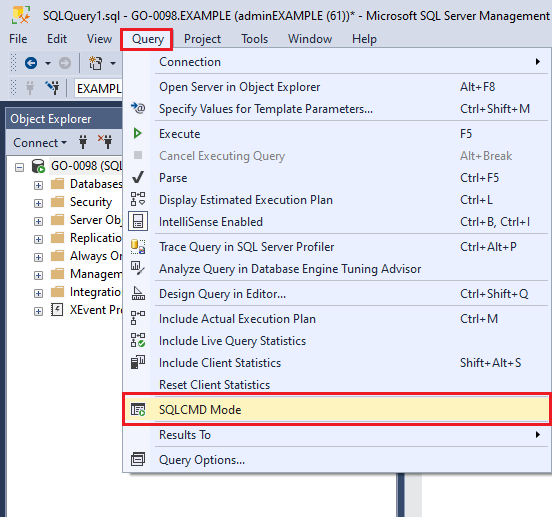 SQLQuery1.sql - GO-0098.EXAMPLE (adminEXAMPLE (61))* - Microsoft SQL Server Management
File Edit View Query Project Tools Window Help
EXAMPL
Object Explorer
Connect
GO-0098 (SQL
Databases
Security
Server Obj
Replicatio
Always On
Managem
Integration
XEvent Pro
Connection
Open Server in Object Explorer Alt+F8
Specify Values for Template Parameters... Ctrl+Shift+M
Execute F5
Cancel Executing Query Alt+Break
Parse Ctrl+F5
Display Estimated Execution Plan Ctrl+L
IntelliSense Enabled Ctrl+B, Ctrl+I
Trace Query in SQL Server Profiler Ctrl+Alt+P
Analyze Query in Database Engine Tuning Advisor
Design Query in Editor... Ctrl+Shift+Q
Include Actual Execution Plan Ctrl+M
Include Live Query Statistics
Include Client Statistics Shift+Alt+S
Reset Client Statistics
SQLCMD Mode
Results To
Query Options...